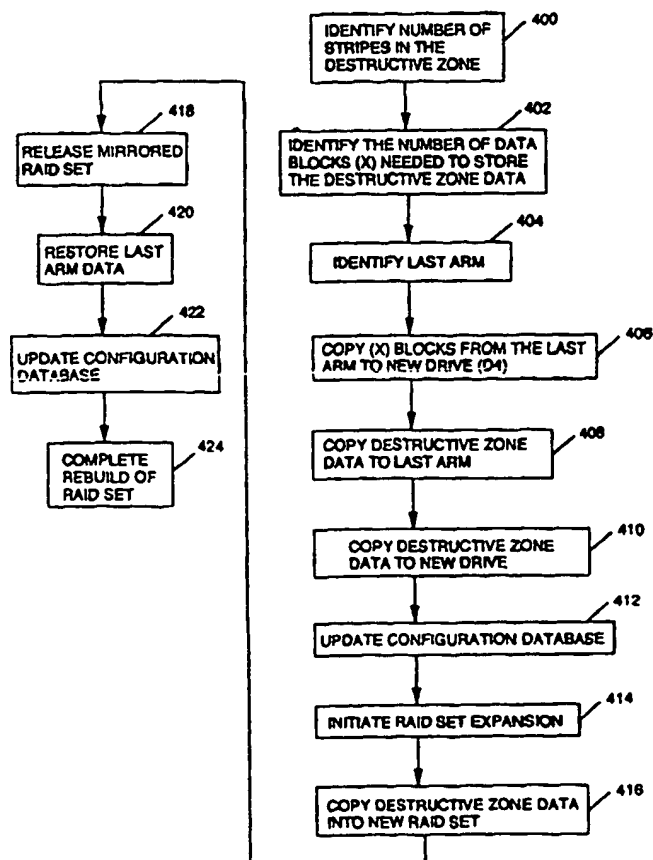 IDENTIFY NUMBER OF
STRIPES IN THE
DESTRUCTIVE ZONE
400
IDENTIFY THE NUMBER OF DATA
BLOCKS (X) NEEDED TO STORE
THE DESTRUCTIVE ZONE DATA
402
IDENTIFY LAST ARM
404
COPY (X) BLOCKS FROM THE LAST
ARM TO NEW DRIVE (D4)
406
COPY DESTRUCTIVE ZONE
DATA TO LAST ARM
408
COPY DESTRUCTIVE ZONE
DATA TO NEW DRIVE
410
UPDATE CONFIGURATION DATABASE
412
INITIATE RAID SET EXPANSION
414
COPY DESTRUCTIVE ZONE DATA
INTO NEW RAID SET
416
RELEASE MIRRORED
RAID SET
418
RESTORE LAST
ARM DATA
420
UPDATE CONFIGURATION
DATABASE
422
COMPLETE
REBUILD OF
RAID SET
424